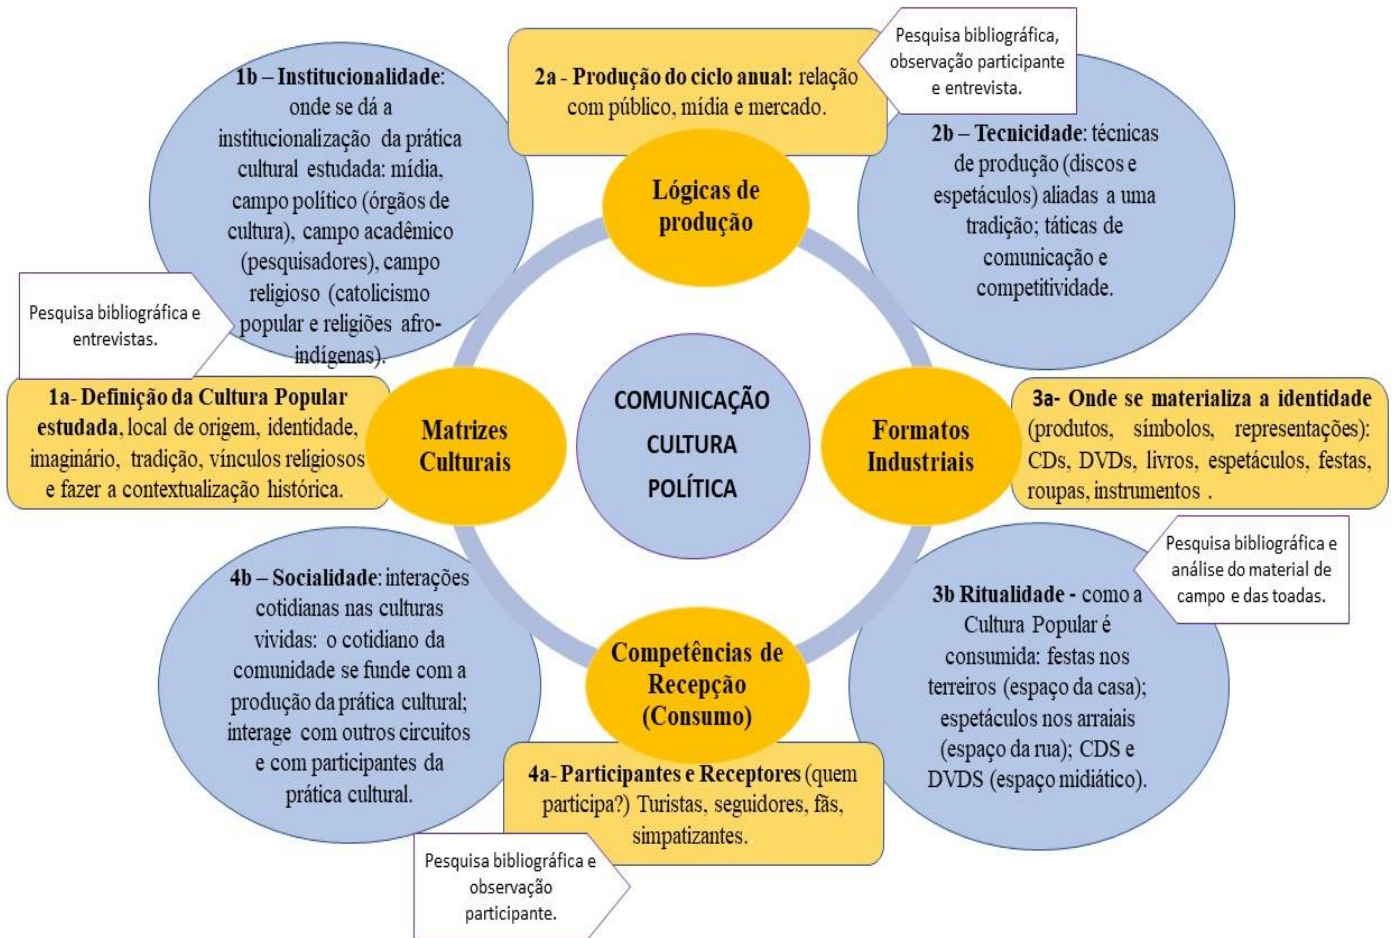 Pesquisa bibliográfica,
observação participante
e entrevista.
1b – Institucionalidade:
onde se dá a
institucionalização da prática
cultural estudada: mídia,
campo político (órgãos de
cultura), campo acadêmico
(pesquisadores), campo
religioso (catolicismo
popular e religiões afro-
indígenas).
2a - Produção do ciclo anual: relação
com público, mídia e mercado.
Lógicas de
produção
2b – Tecnicidade: técnicas
de produção (discos e
espetáculos) aliadas a uma
tradição; táticas de
comunicação e
competitividade.
Pesquisa bibliográfica e
entrevistas.
1a- Definição da Cultura Popular
estudada, local de origem, identidade,
imaginário, tradição, vínculos religiosos
e fazer a contextualização histórica.
Matrizes
Culturais
COMUNICAÇÃO
CULTURA
POLÍTICA
Formatos
Industriais
3a- Onde se materializa a identidade
(produtos, símbolos, representações):
CDs, DVDs, livros, espetáculos, festas,
roupas, instrumentos .
Pesquisa bibliográfica e
análise do material de
campo e das toadas.
4b – Socialidade: interações
cotidianas nas culturas
vividas: o cotidiano da
comunidade se funde com a
produção da prática cultural;
interage com outros circuitos
e com participantes da
prática cultural.
Competências de
Recepção
(Consumo)
3b Ritualidade - como a
Cultura Popular é
consumida: festas nos
terreiros (espaço da casa);
espetáculos nos arraiais
(espaço da rua); CDS e
DVDS (espaço midiático).
4a- Participantes e Receptores (quem
participa?) Turistas, seguidores, fãs,
simpatizantes.
Pesquisa bibliográfica e
observação
participante.